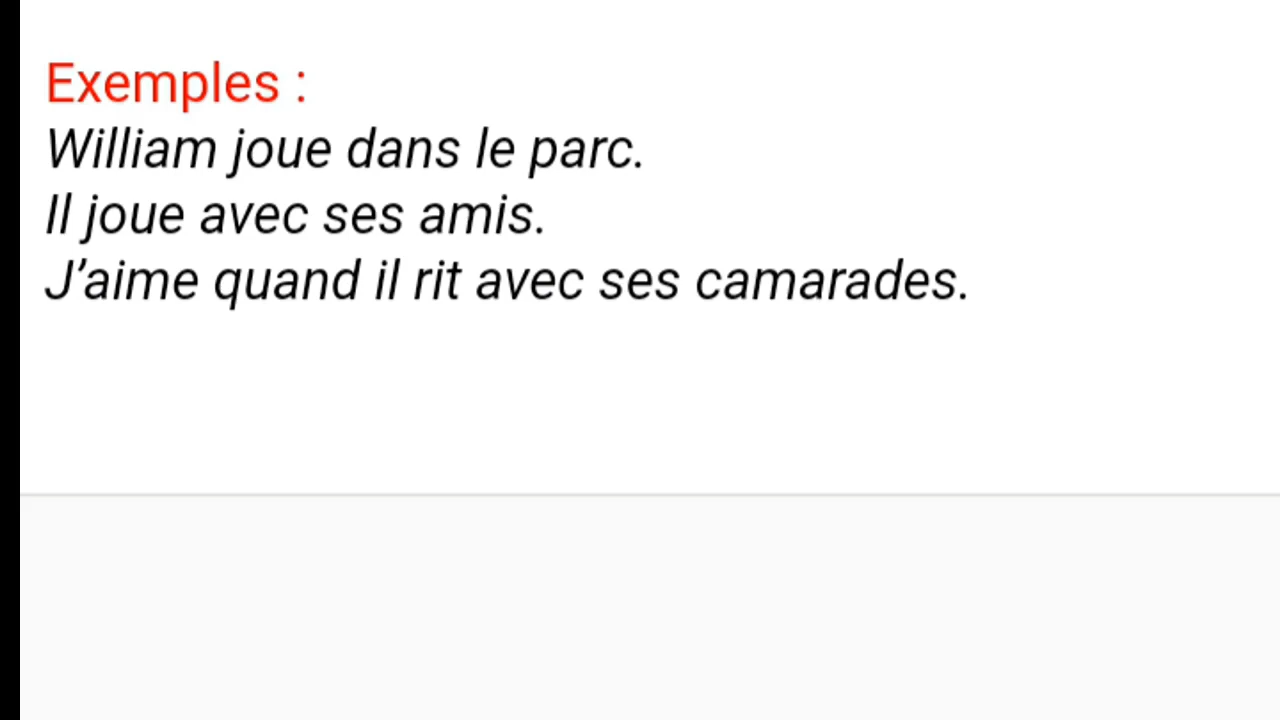 Exemples :
William joue dans le parc.
Il joue avec ses amis.
J’aime quand il rit avec ses camarades.